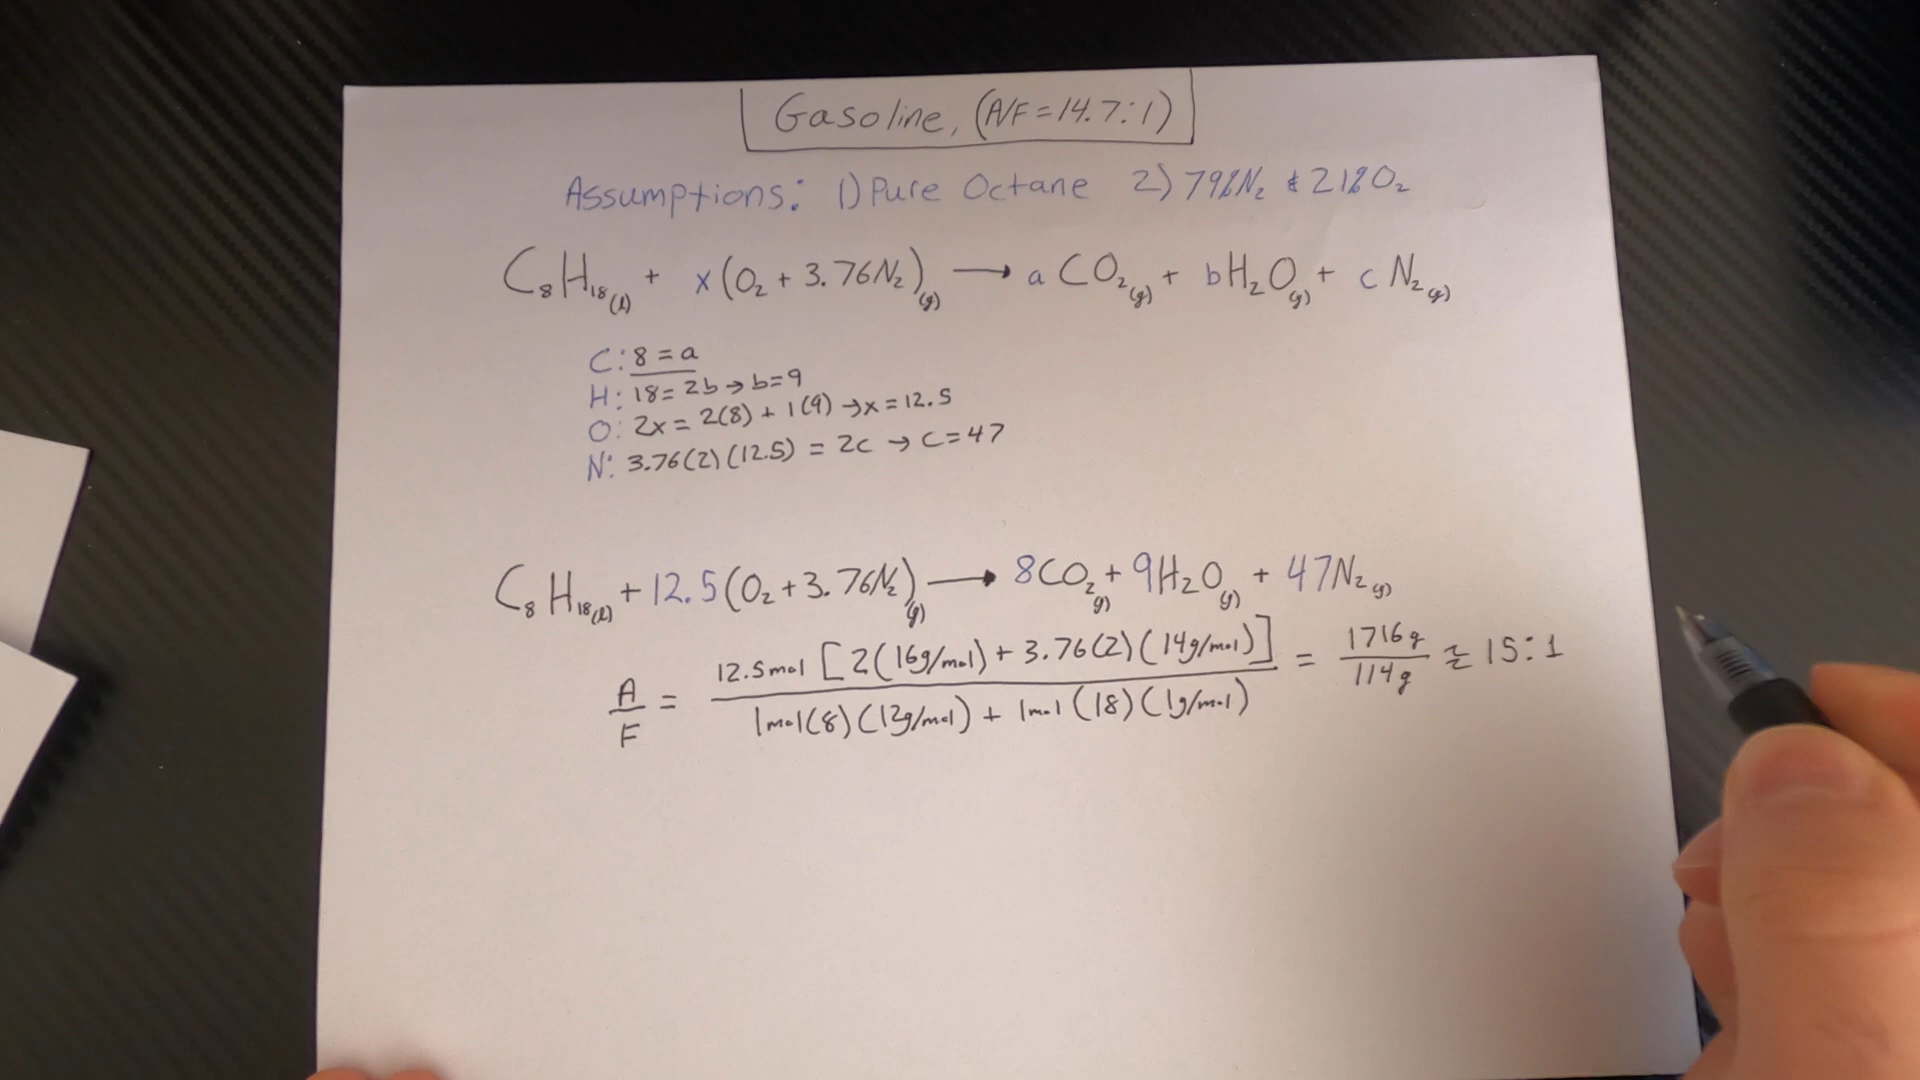 Gasoline, (A/F = 14.7:1)
Assumptions: 1) Pure Octane 2) 79% N₂ & 21% O₂
C₈H₁₈(l) + x(O₂ + 3.76N₂)(g) → a CO₂(g) + bH₂O(g) + c N₂(g)
C: 8 = a
H: 18 = 2b → b = 9
O: 2x = 2(8) + 1(9) → x = 12.5
N: 3.76(2)(12.5) = 2c → c = 47
C₈H₁₈(l) + 12.5(O₂ + 3.76N₂)(g) → 8CO₂(g) + 9H₂O(g) + 47N₂(g)
A/F = 12.5mol [2(16g/mol) + 3.76(2)(14g/mol)] / 1mol(8)(12g/mol) + 1mol(18)(1g/mol) = 1716g / 114g ≈ 15:1